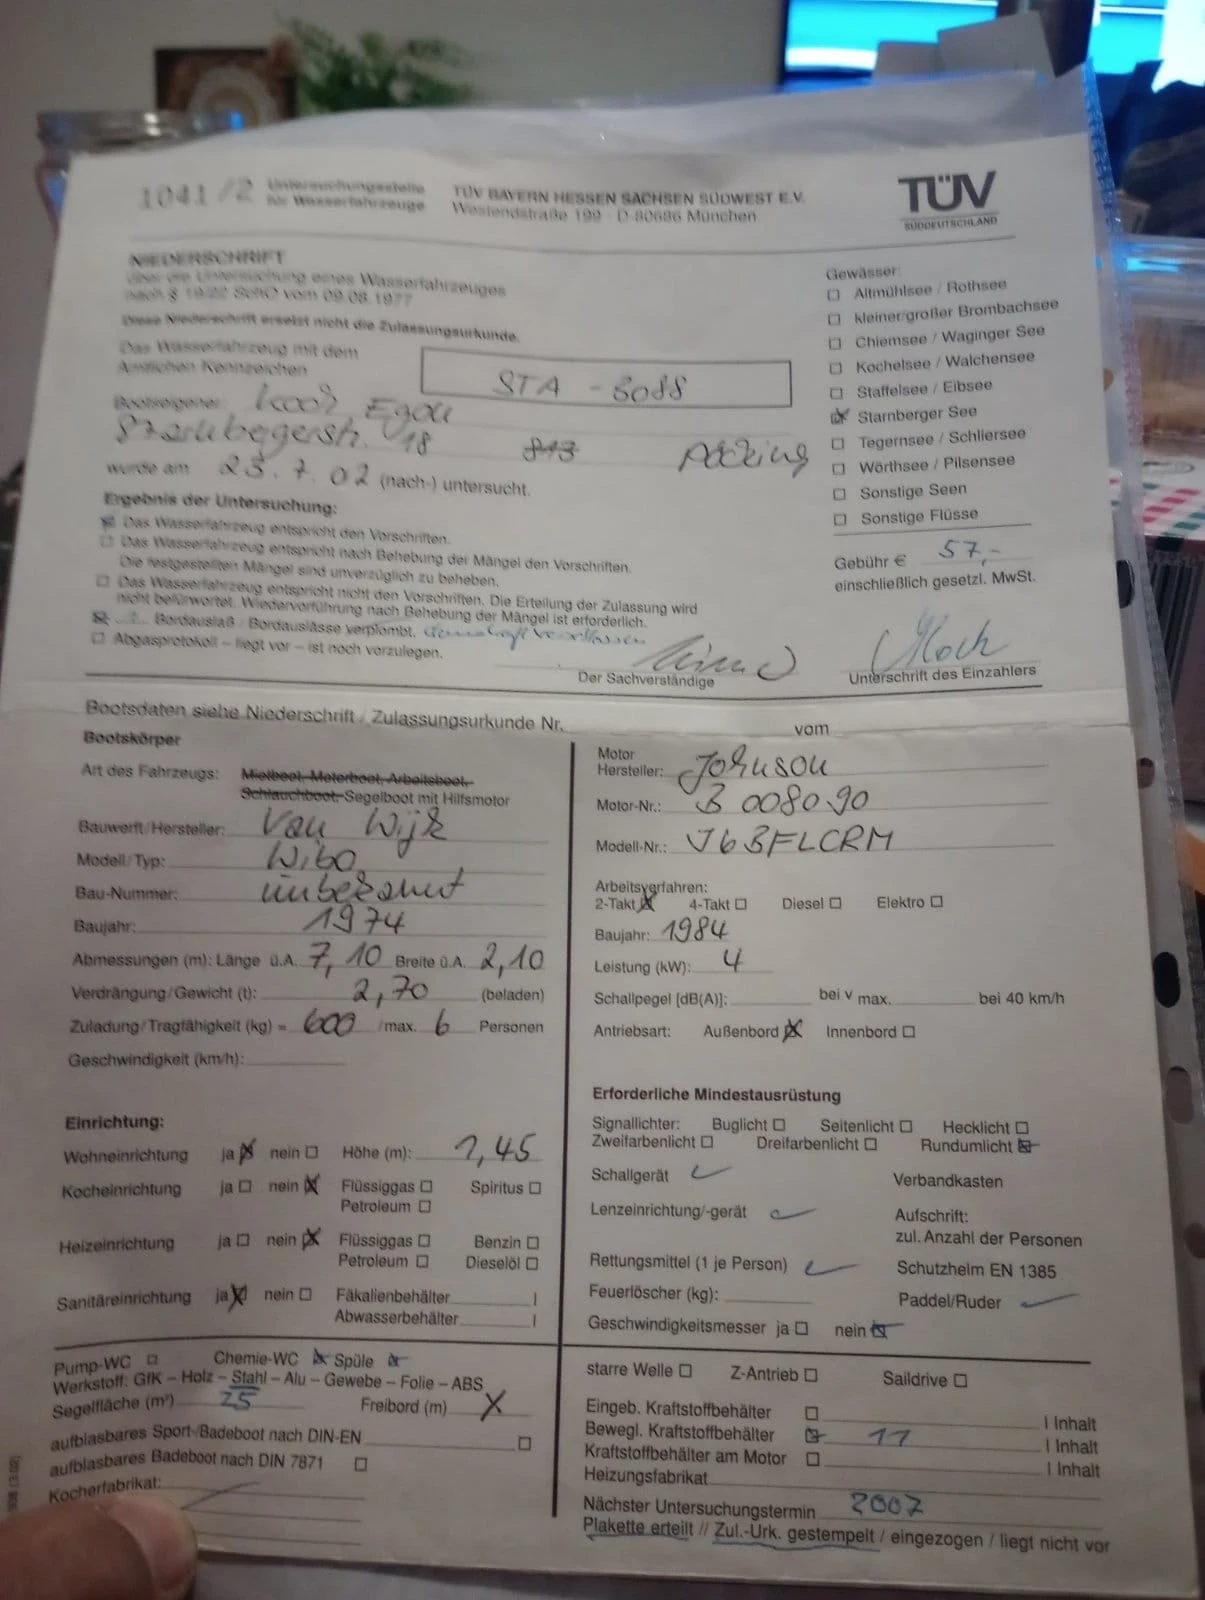 1041/2 Untersuchungsstelle für Wasserfahrzeuge
TÜV BAYERN HESSEN SACHSEN SÜDWEST E.V.
Westendstraße 199 · D-80686 München
TÜV
SÜDDEUTSCHLAND
NIEDERSCHRIFT
über die Untersuchung eines Wasserfahrzeuges
nach § 19/22 SchO vom 09.08.1977
Diese Niederschrift ersetzt nicht die Zulassungsurkunde.
Das Wasserfahrzeug mit dem
Amtlichen Kennzeichen
STA - 8088
Bootseigener: Koch, Egon
18 813 Pöcking
wurde am 23.7.02 (nach-) untersucht.
Gewässer:
☐ Altmühlsee / Rothsee
☐ kleiner/großer Brombachsee
☐ Chiemsee / Waginger See
☐ Kochelsee / Walchensee
☐ Staffelsee / Eibsee
☒ Starnberger See
☐ Tegernsee / Schliersee
☐ Wörthsee / Pilsensee
☐ Sonstige Seen
☐ Sonstige Flüsse
Gebühr € 57,-
einschließlich gesetzl. MwSt.
Ergebnis der Untersuchung:
☒ Das Wasserfahrzeug entspricht den Vorschriften.
☐ Das Wasserfahrzeug entspricht nach Behebung der Mängel den Vorschriften.
Die festgestellten Mängel sind unverzüglich zu beheben.
☐ Das Wasserfahrzeug entspricht nicht den Vorschriften. Die Erteilung der Zulassung wird
nicht befürwortet. Wiedervorführung nach Behebung der Mängel ist erforderlich.
☒ Bordauslaß / Bordauslässe verplombt, dauerhaft verschlossen
☐ Abgasprotokoll – liegt vor – ist noch vorzulegen.
Koch
Der Sachverständige
Unterschrift des Einzahlers
Bootsdaten siehe Niederschrift / Zulassungsurkunde Nr. vom
Bootskörper
Art des Fahrzeugs: Mietboot, Motorboot, Arbeitsboot,
Schlauchboot, Segelboot mit Hilfsmotor
Bauwerft/Hersteller: Van Wijk
Modell/Typ: Wibo
Bau-Nummer: unbekannt
Baujahr: 1974
Abmessungen (m): Länge ü.A. 7,10 Breite ü.A. 2,10
Verdrängung/Gewicht (t): 2,70 (beladen)
Zuladung/Tragfähigkeit (kg) = 600 /max. 6 Personen
Geschwindigkeit (km/h):
Einrichtung:
Wohneinrichtung ja ☒ nein ☐ Höhe (m): 1,45
Kocheinrichtung ja ☐ nein ☒ Flüssiggas ☐ Spiritus ☐
Petroleum ☐
Heizeinrichtung ja ☐ nein ☒ Flüssiggas ☐ Benzin ☐
Petroleum ☐ Dieselöl ☐
Sanitäreinrichtung ja ☒ nein ☐ Fäkalienbehälter l
Abwasserbehälter l
Pump-WC ☐ Chemie-WC ☒ Spüle ☒
Werkstoff: GfK – Holz – Stahl – Alu – Gewebe – Folie – ABS
Segelfläche (m²) 25 Freibord (m) X
aufblasbares Sport-/Badeboot nach DIN-EN ☐
aufblasbares Badeboot nach DIN 7871 ☐
Kocherfabrikat:
Motor
Hersteller: Johnson
Motor-Nr.: B 0080 90
Modell-Nr.: J6BFLCRM
Arbeitsverfahren:
2-Takt ☒ 4-Takt ☐ Diesel ☐ Elektro ☐
Baujahr: 1984
Leistung (kW): 4
Schallpegel [dB(A)]: bei v max. bei 40 km/h
Antriebsart: Außenbord ☒ Innenbord ☐
Erforderliche Mindestausrüstung
Signallichter: Buglicht ☐ Seitenlicht ☐ Hecklicht ☐
Zweifarbenlicht ☐ Dreifarbenlicht ☐ Rundumlicht ☒
Schallgerät ✓ Verbandkasten
Lenzeinrichtung/-gerät ✓ Aufschrift:
zul. Anzahl der Personen
Rettungsmittel (1 je Person) ✓ Schutzhelm EN 1385
Feuerlöscher (kg): Paddel/Ruder ✓
Geschwindigkeitsmesser ja ☐ nein ☒
starre Welle ☐ Z-Antrieb ☐ Saildrive ☐
Eingeb. Kraftstoffbehälter ☐ l Inhalt
Bewegl. Kraftstoffbehälter ☒ 11 l Inhalt
Kraftstoffbehälter am Motor ☐ l Inhalt
Heizungsfabrikat
Nächster Untersuchungstermin 2007
Plakette erteilt // Zul.-Urk. gestempelt / eingezogen / liegt nicht vor